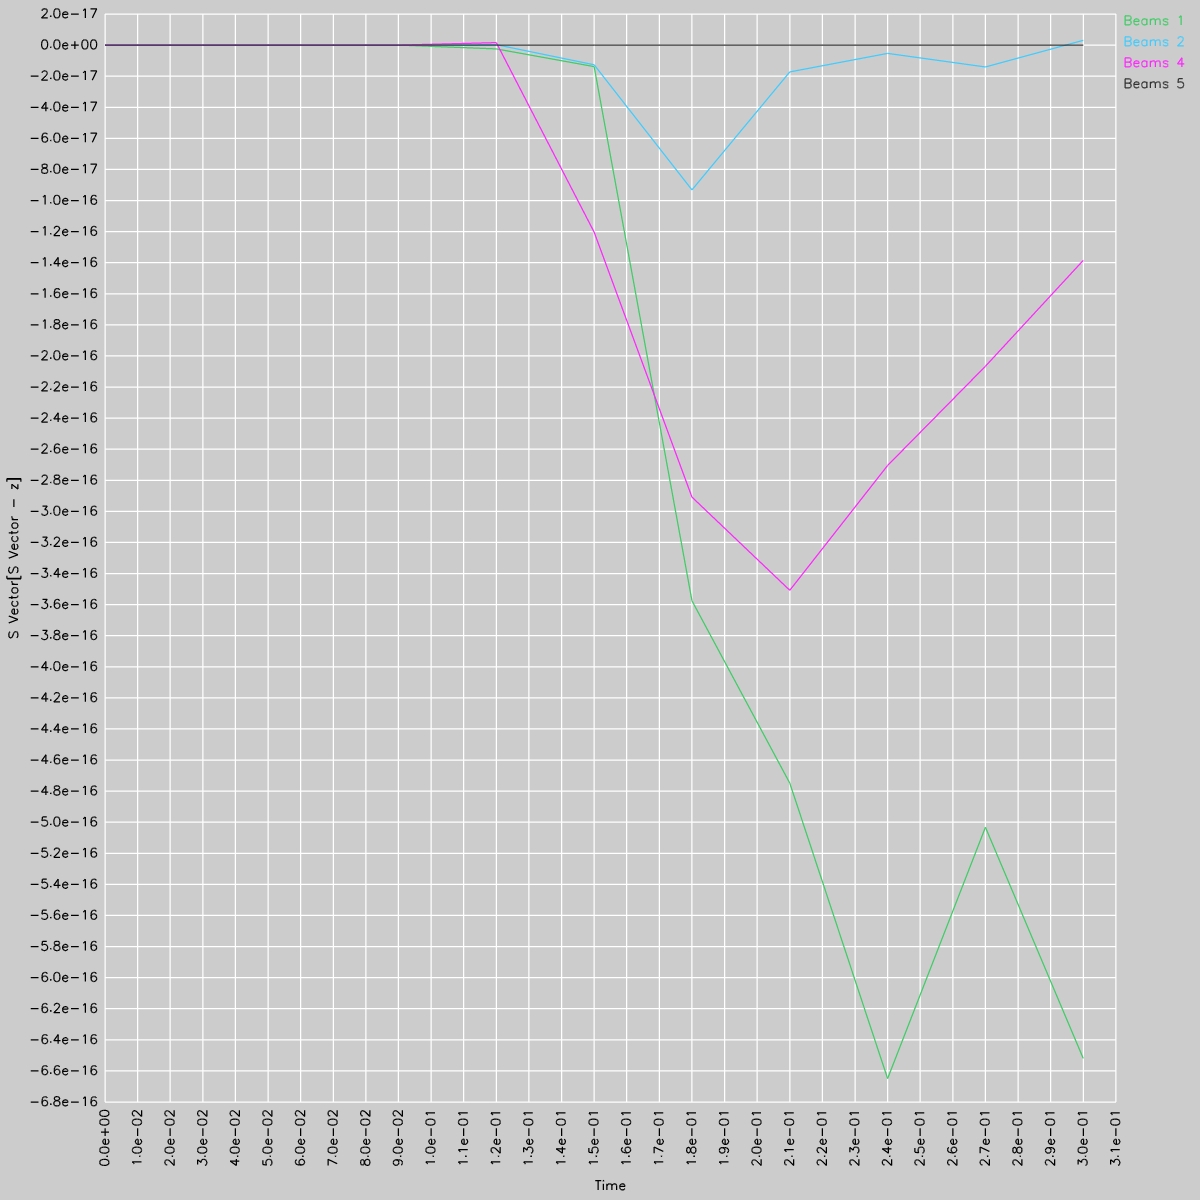 2.0e−17
0.0e+00
−2.0e−17
−4.0e−17
−6.0e−17
−8.0e−17
−1.0e−16
−1.2e−16
−1.4e−16
−1.6e−16
−1.8e−16
−2.0e−16
−2.2e−16
−2.4e−16
−2.6e−16
−2.8e−16
−3.0e−16
−3.2e−16
−3.4e−16
−3.6e−16
−3.8e−16
−4.0e−16
−4.2e−16
−4.4e−16
−4.6e−16
−4.8e−16
−5.0e−16
−5.2e−16
−5.4e−16
−5.6e−16
−5.8e−16
−6.0e−16
−6.2e−16
−6.4e−16
−6.6e−16
−6.8e−16
S Vector[S Vector − z]
0.0e+00
1.0e−02
2.0e−02
3.0e−02
4.0e−02
5.0e−02
6.0e−02
7.0e−02
8.0e−02
9.0e−02
1.0e−01
1.1e−01
1.2e−01
1.3e−01
1.4e−01
1.5e−01
1.6e−01
1.7e−01
1.8e−01
1.9e−01
2.0e−01
2.1e−01
2.2e−01
2.3e−01
2.4e−01
2.5e−01
2.6e−01
2.7e−01
2.8e−01
2.9e−01
3.0e−01
3.1e−01
Time
Beams 1
Beams 2
Beams 4
Beams 5